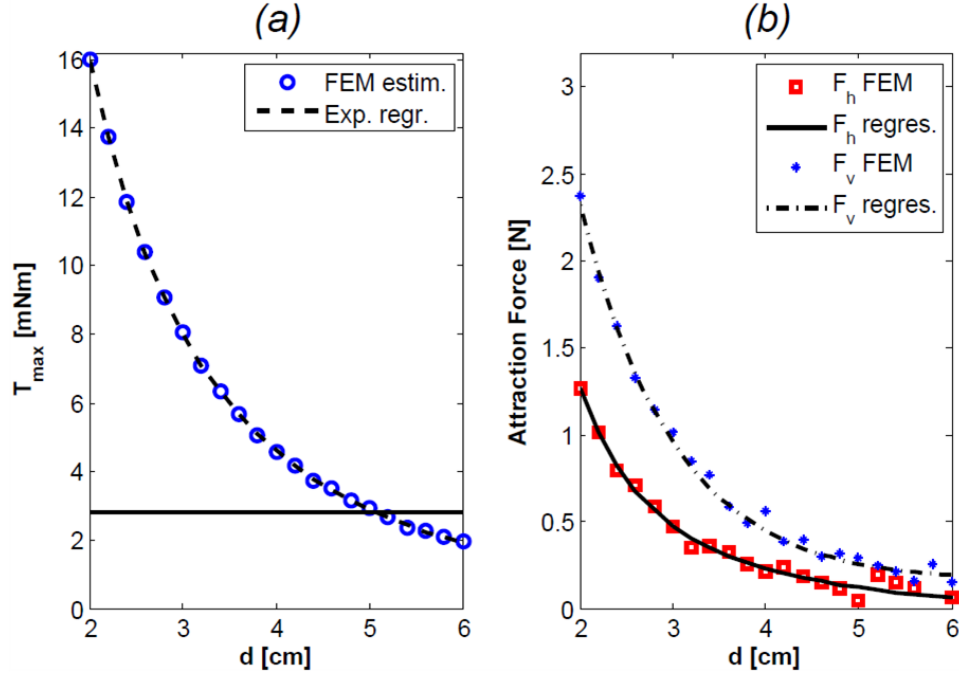 (a)
16
14
12
10
8
6
4
2
0
2
3
4
5
6
T_max [mNm]
d [cm]
FEM estim.
Exp. regr.
(b)
3
2.5
2
1.5
1
0.5
0
2
3
4
5
6
Attraction Force [N]
d [cm]
F_h FEM
F_h regres.
F_v FEM
F_v regres.